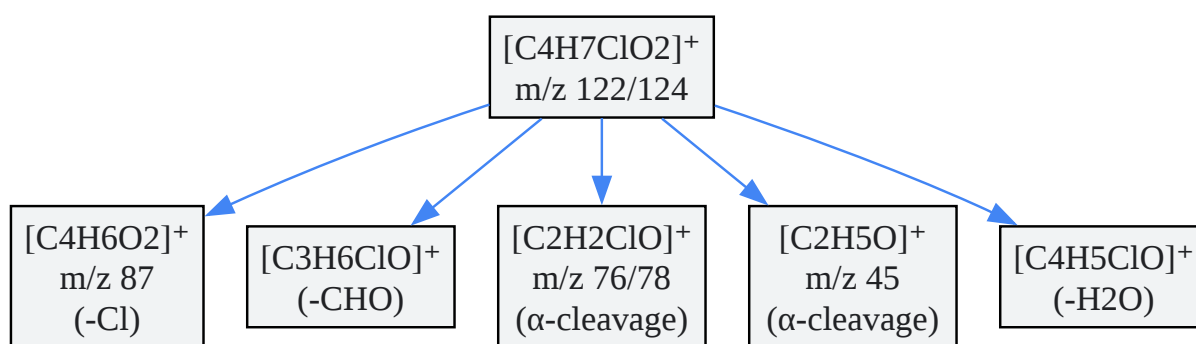 [C4H7ClO2]⁺
m/z 122/124
[C4H6O2]⁺
m/z 87
(-Cl)
[C3H6ClO]⁺
(-CHO)
[C2H2ClO]⁺
m/z 76/78
(α-cleavage)
[C2H5O]⁺
m/z 45
(α-cleavage)
[C4H5ClO]⁺
(-H2O)